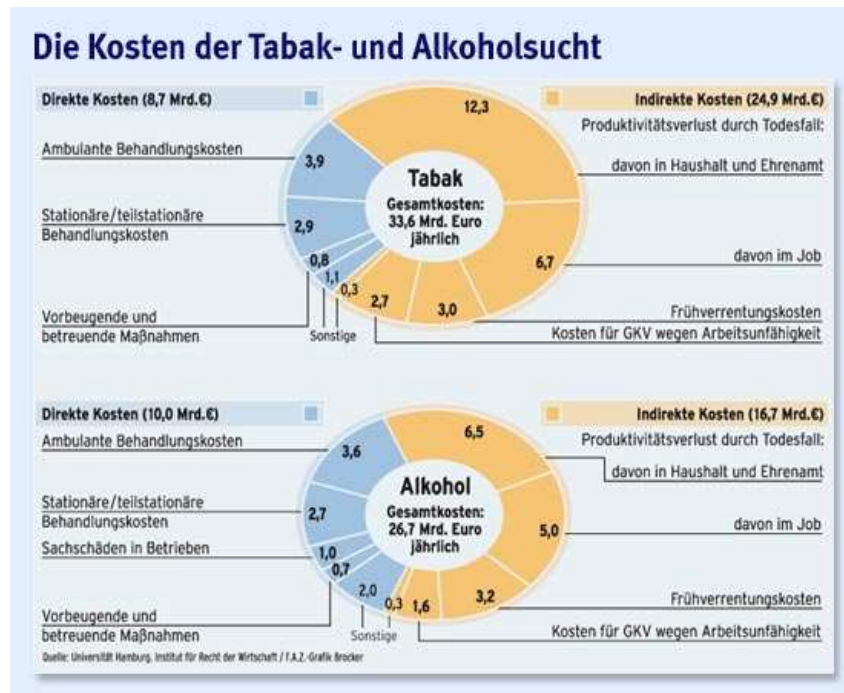 Die Kosten der Tabak- und Alkoholsucht
Direkte Kosten (8,7 Mrd.€)
Ambulante Behandlungskosten
Stationäre/teilstationäre
Behandlungskosten
Vorbeugende und
betreuende Maßnahmen
Sonstige
3,9
2,9
0,8
1,1
0,3
2,7
3,0
6,7
12,3
Tabak
Gesamtkosten:
33,6 Mrd. Euro
jährlich
Indirekte Kosten (24,9 Mrd.€)
Produktivitätsverlust durch Todesfall:
davon in Haushalt und Ehrenamt
davon im Job
Frühverrentungskosten
Kosten für GKV wegen Arbeitsunfähigkeit
Direkte Kosten (10,0 Mrd.€)
Ambulante Behandlungskosten
Stationäre/teilstationäre
Behandlungskosten
Sachschäden in Betrieben
Vorbeugende und
betreuende Maßnahmen
Sonstige
3,6
2,7
1,0
0,7
2,0
0,3
1,6
3,2
5,0
6,5
Alkohol
Gesamtkosten:
26,7 Mrd. Euro
jährlich
Indirekte Kosten (16,7 Mrd.€)
Produktivitätsverlust durch Todesfall:
davon in Haushalt und Ehrenamt
davon im Job
Frühverrentungskosten
Kosten für GKV wegen Arbeitsunfähigkeit
Quelle: Universität Hamburg, Institut für Recht der Wirtschaft / F.A.Z.-Grafik Brocker